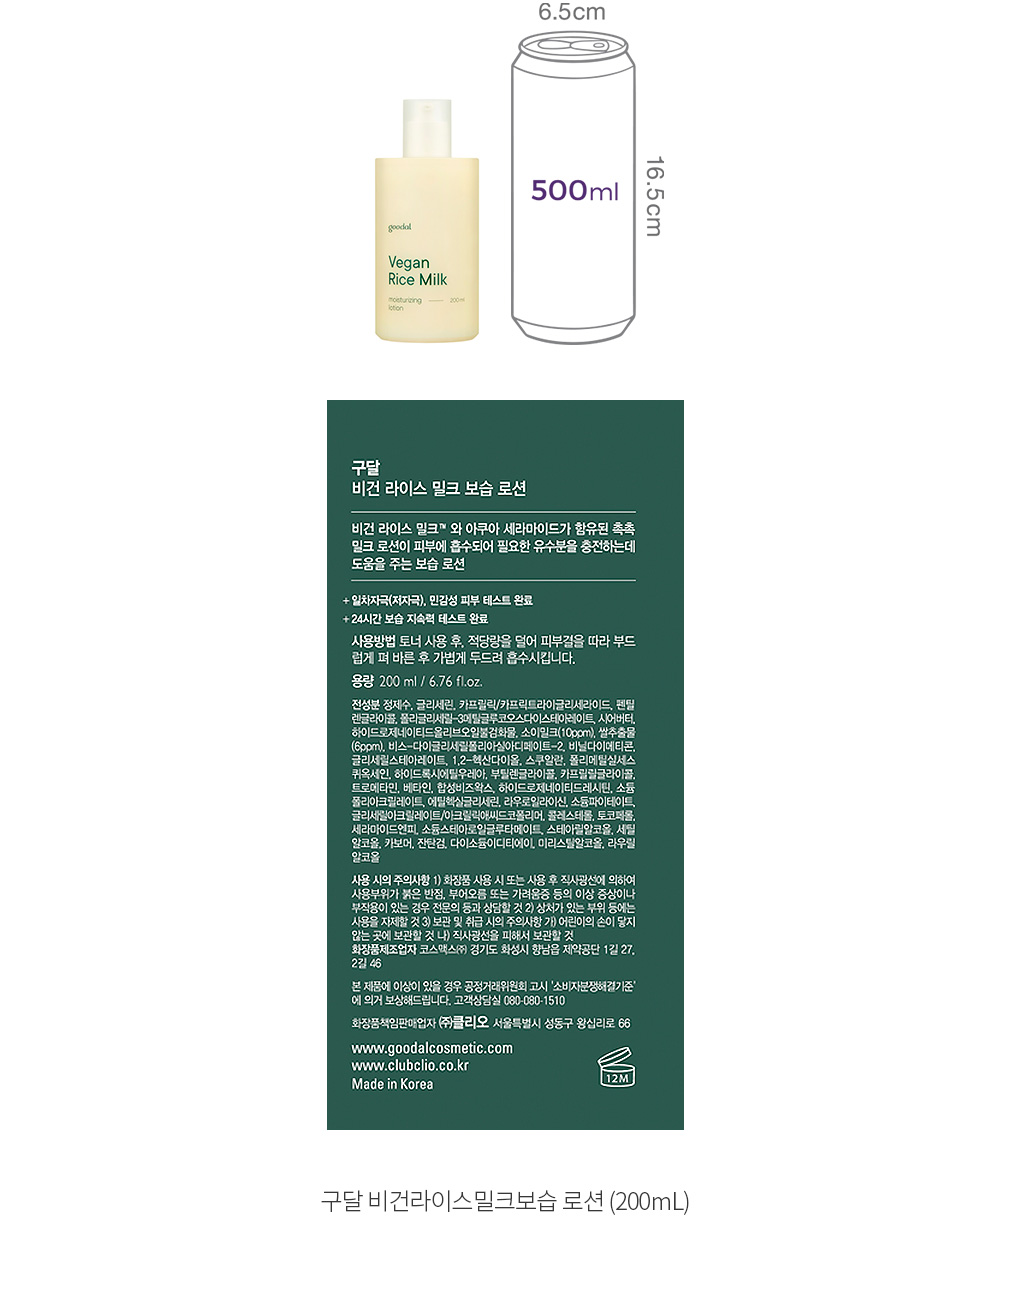 6.5cm
500ml
16.5cm
goodal
Vegan
Rice Milk
moisturizing 200ml
lotion
구달
비건 라이스 밀크 보습 로션
비건 라이스 밀크™ 와 아쿠아 세라마이드가 함유된 촉촉
밀크 로션이 피부에 흡수되어 필요한 유수분을 충전하는데
도움을 주는 보습 로션
+ 일차자극(저자극), 민감성 피부 테스트 완료
+ 24시간 보습 지속력 테스트 완료
사용방법 토너 사용 후, 적당량을 덜어 피부결을 따라 부드
럽게 펴 바른 후 가볍게 두드려 흡수시킵니다.
용량 200 ml / 6.76 fl.oz.
전성분 정제수, 글리세린, 카프릴릭/카프릭트라이글리세라이드, 펜틸
렌글라이콜, 폴리글리세릴-3메틸글루코오스다이스테아레이트, 시어버터,
하이드로제네이티드올리브오일불검화물, 소이밀크(10ppm), 쌀추출물
(6ppm), 비스-다이글리세릴폴리아실아디페이트-2, 비닐다이메티콘,
글리세릴스테아레이트, 1,2-헥산다이올, 스쿠알란, 폴리메틸실세스
퀴옥세인, 하이드록시에틸우레아, 부틸렌글라이콜, 카프릴릴글라이콜,
트로메타민, 베타인, 합성비즈왁스, 하이드로제네이티드레시틴, 소듐
폴리아크릴레이트, 에틸헥실글리세린, 라우로일라이신, 소듐파이테이트,
글리세릴아크릴레이트/아크릴릭애씨드코폴리머, 콜레스테롤, 토코페롤,
세라마이드엔피, 소듐스테아로일글루타메이트, 스테아릴알코올, 세틸
알코올, 카보머, 잔탄검, 다이소듐이디티에이, 미리스틸알코올, 라우릴
알코올
사용 시의 주의사항 1) 화장품 사용 시 또는 사용 후 직사광선에 의하여
사용부위가 붉은 반점, 부어오름 또는 가려움증 등의 이상 증상이나
부작용이 있는 경우 전문의 등과 상담할 것 2) 상처가 있는 부위 등에는
사용을 자제할 것 3) 보관 및 취급 시의 주의사항 가) 어린이의 손이 닿지
않는 곳에 보관할 것 나) 직사광선을 피해서 보관할 것
화장품제조업자 코스맥스㈜ 경기도 화성시 향남읍 제약공단 1길 27,
2길 46
본 제품에 이상이 있을 경우 공정거래위원회 고시 '소비자분쟁해결기준'
에 의거 보상해드립니다. 고객상담실 080-080-1510
화장품책임판매업자 ㈜클리오 서울특별시 성동구 왕십리로 66
www.goodalcosmetic.com
www.clubclio.co.kr
Made in Korea
12M
구달 비건라이스밀크보습 로션 (200mL)